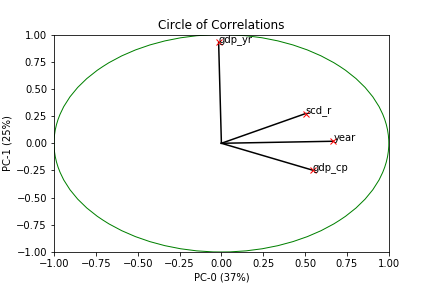 Circle of Correlations
1.00
0.75
0.50
0.25
0.00
−0.25
−0.50
−0.75
−1.00
PC-1 (25%)
gdp_yr
scd_r
year
gdp_cp
−1.00 −0.75 −0.50 −0.25 0.00 0.25 0.50 0.75 1.00
PC-0 (37%)